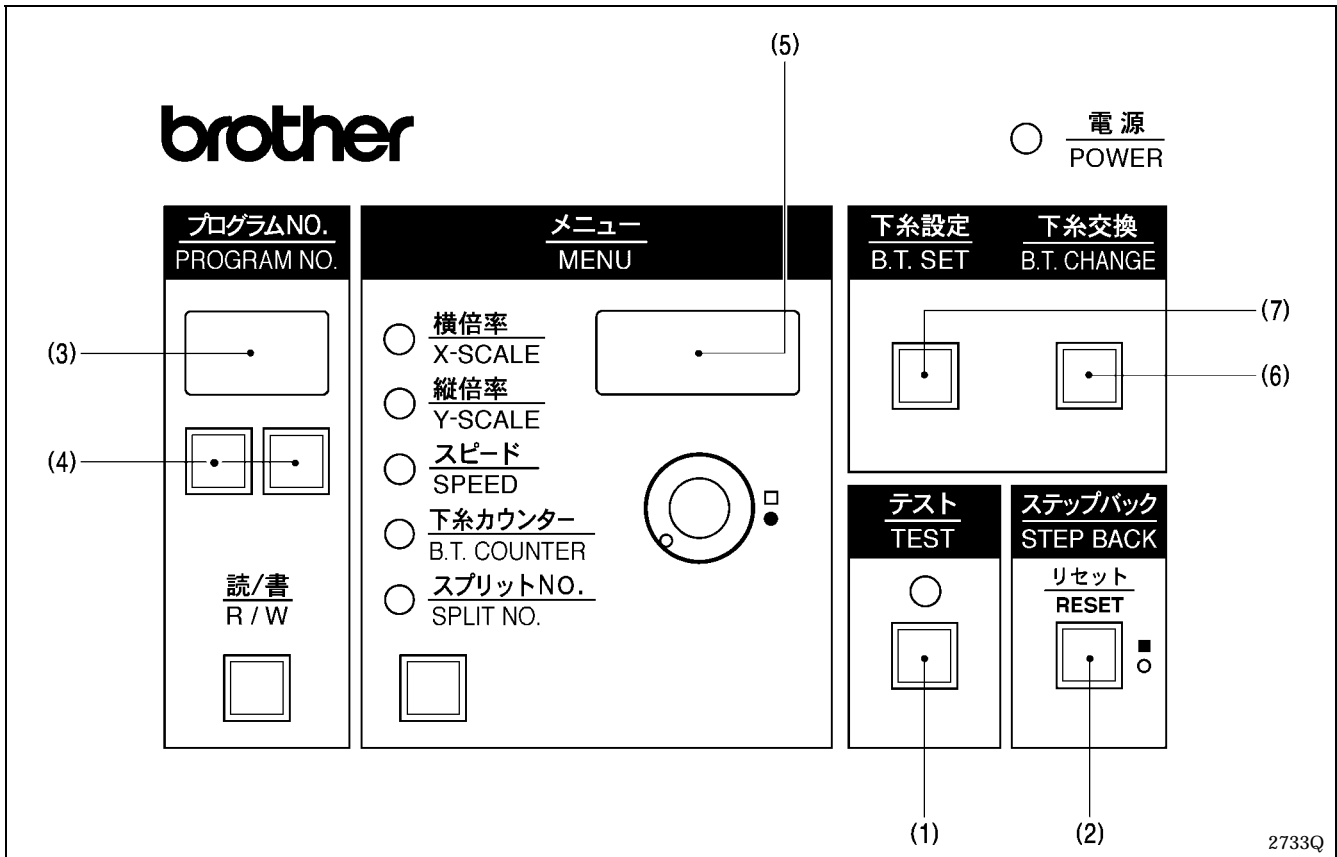 (5)
brother
電源
POWER
プログラムNO.
PROGRAM NO.
メニュー
MENU
下糸設定
B.T. SET
下糸交換
B.T. CHANGE
(3)
(4)
読/書
R / W
横倍率
X-SCALE
縦倍率
Y-SCALE
スピード
SPEED
下糸カウンター
B.T. COUNTER
スプリットNO.
SPLIT NO.
(7)
(6)
テスト
TEST
ステップバック
STEP BACK
リセット
RESET
(1)
(2)
2733Q